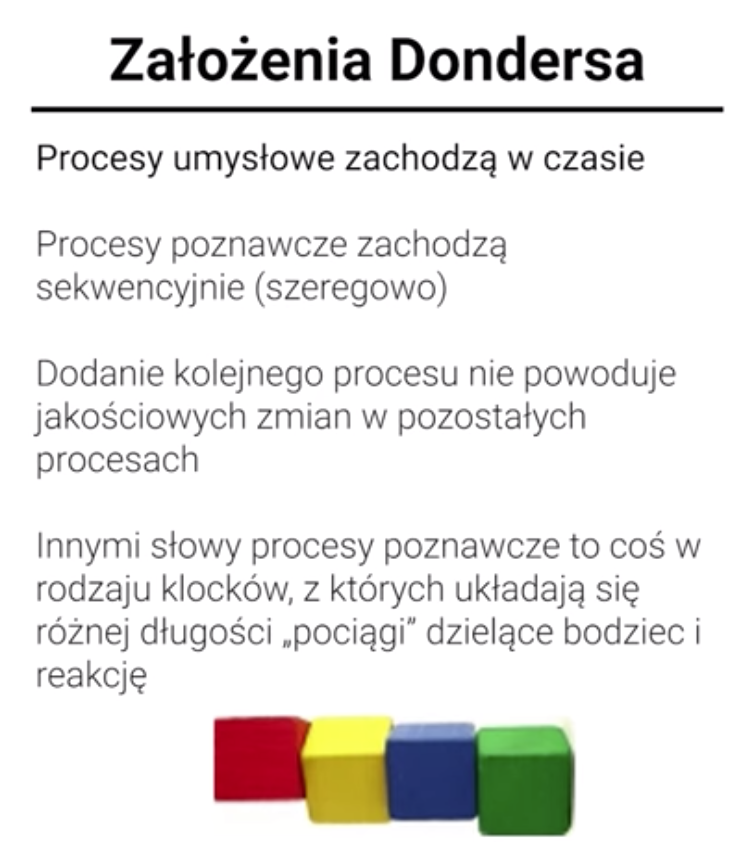 Założenia Dondersa
Procesy umysłowe zachodzą w czasie
Procesy poznawcze zachodzą
sekwencyjnie (szeregowo)
Dodanie kolejnego procesu nie powoduje
jakościowych zmian w pozostałych
procesach
Innymi słowy procesy poznawcze to coś w
rodzaju klocków, z których układają się
różnej długości „pociągi” dzielące bodziec i
reakcję